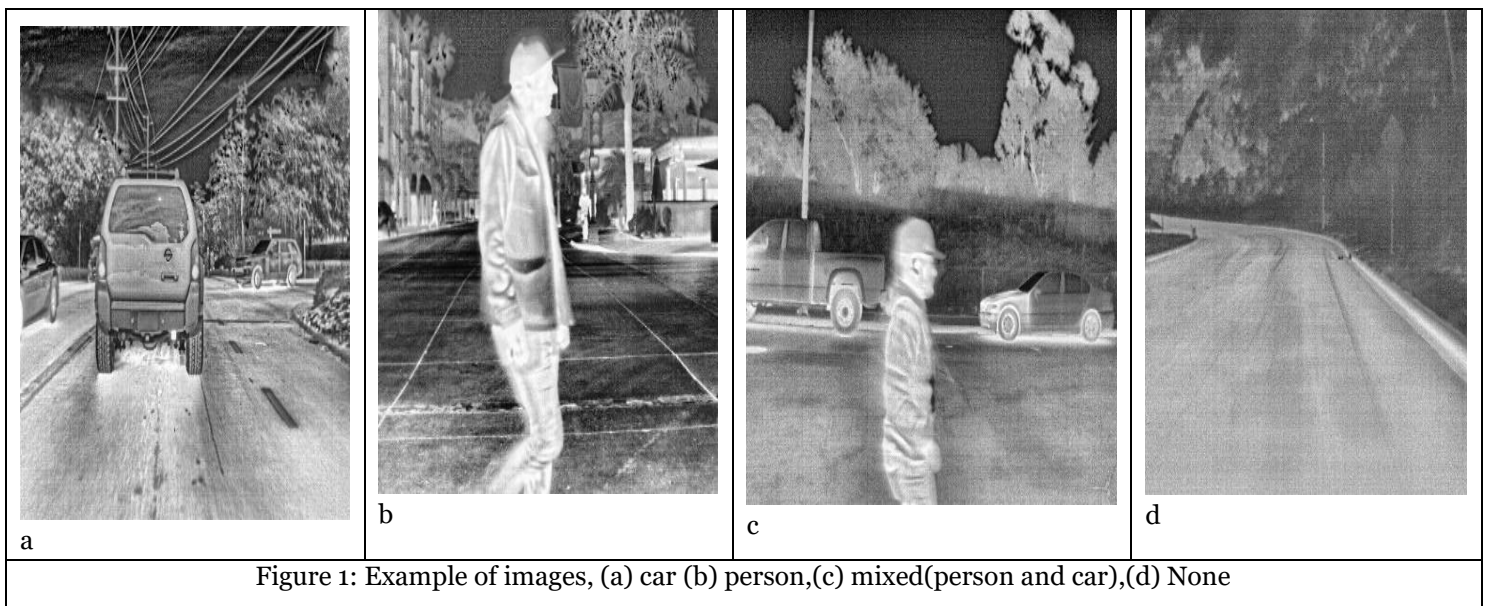 a
b
c
d
Figure 1: Example of images, (a) car (b) person,(c) mixed(person and car),(d) None